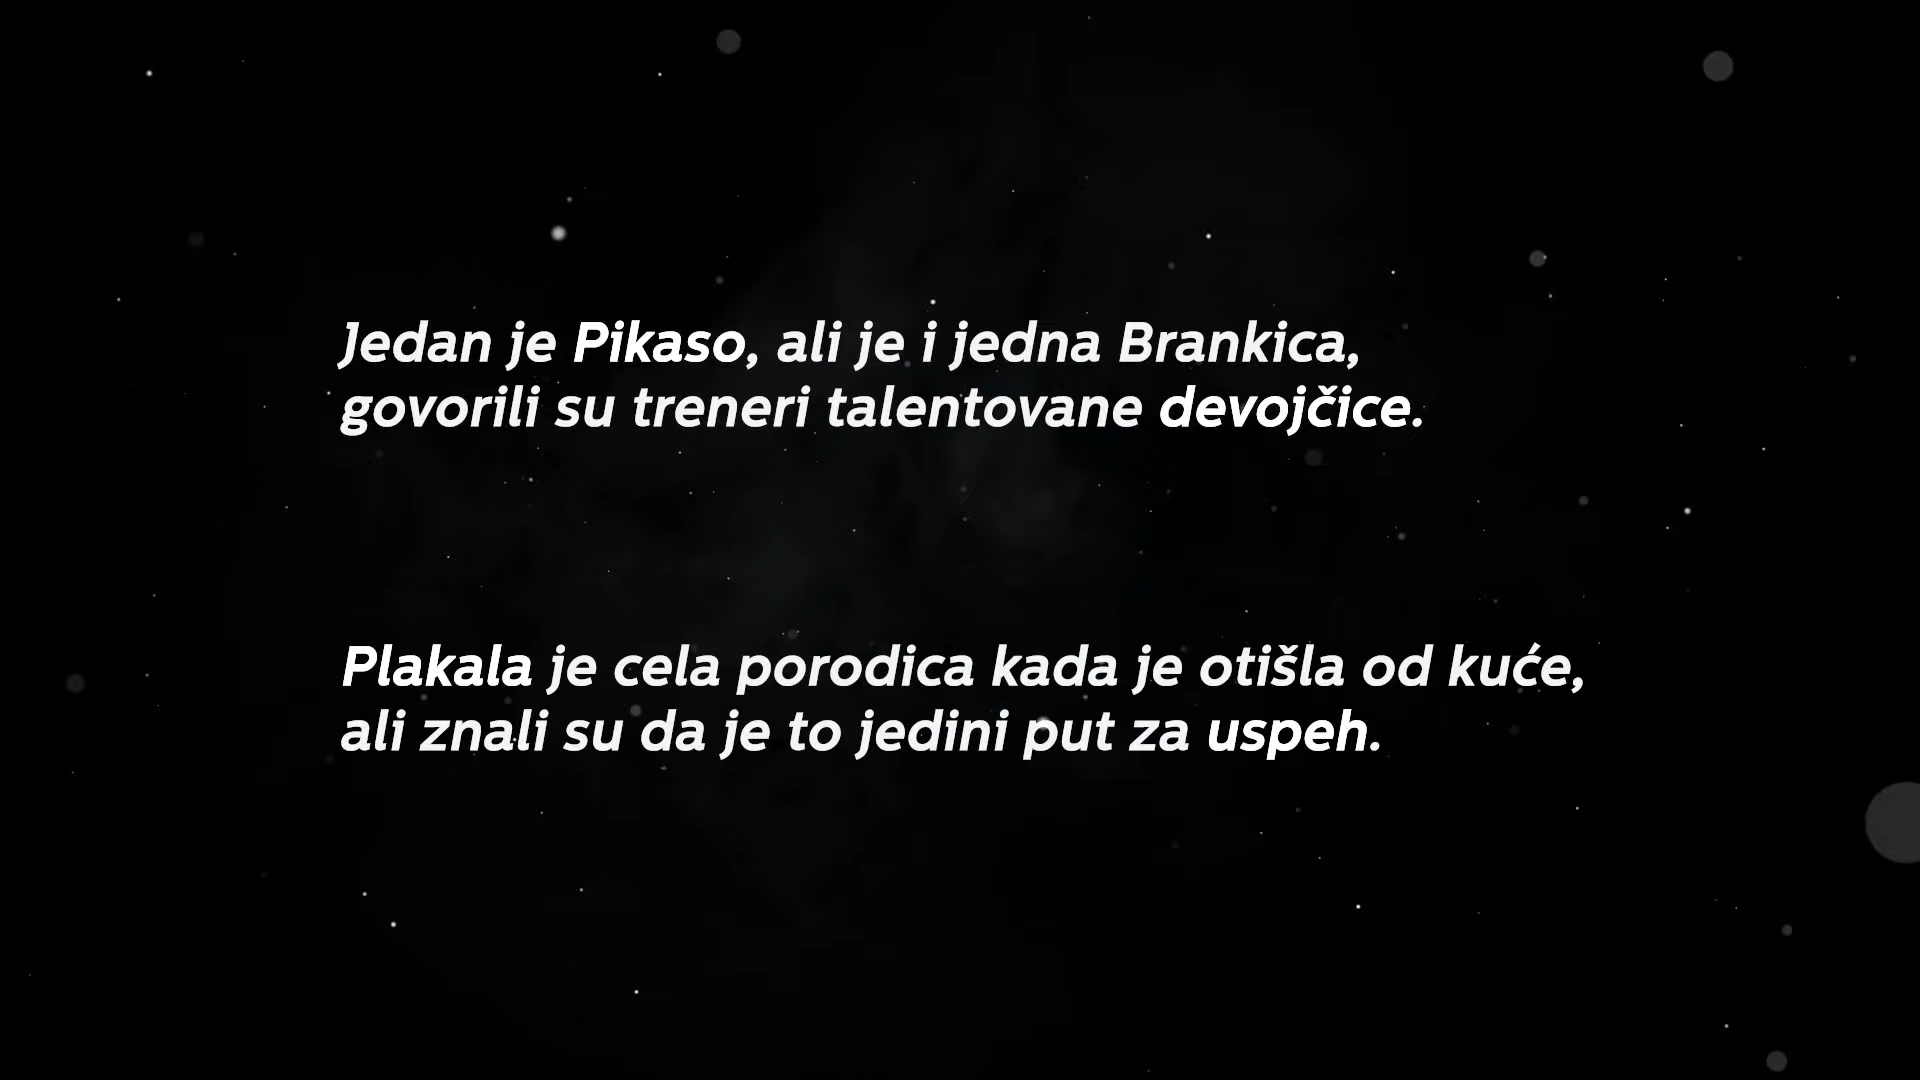 Jedan je Pikaso, ali je i jedna Brankica,
govorili su treneri talentovane devojčice.
Plakala je cela porodica kada je otišla od kuće,
ali znali su da je to jedini put za uspeh.